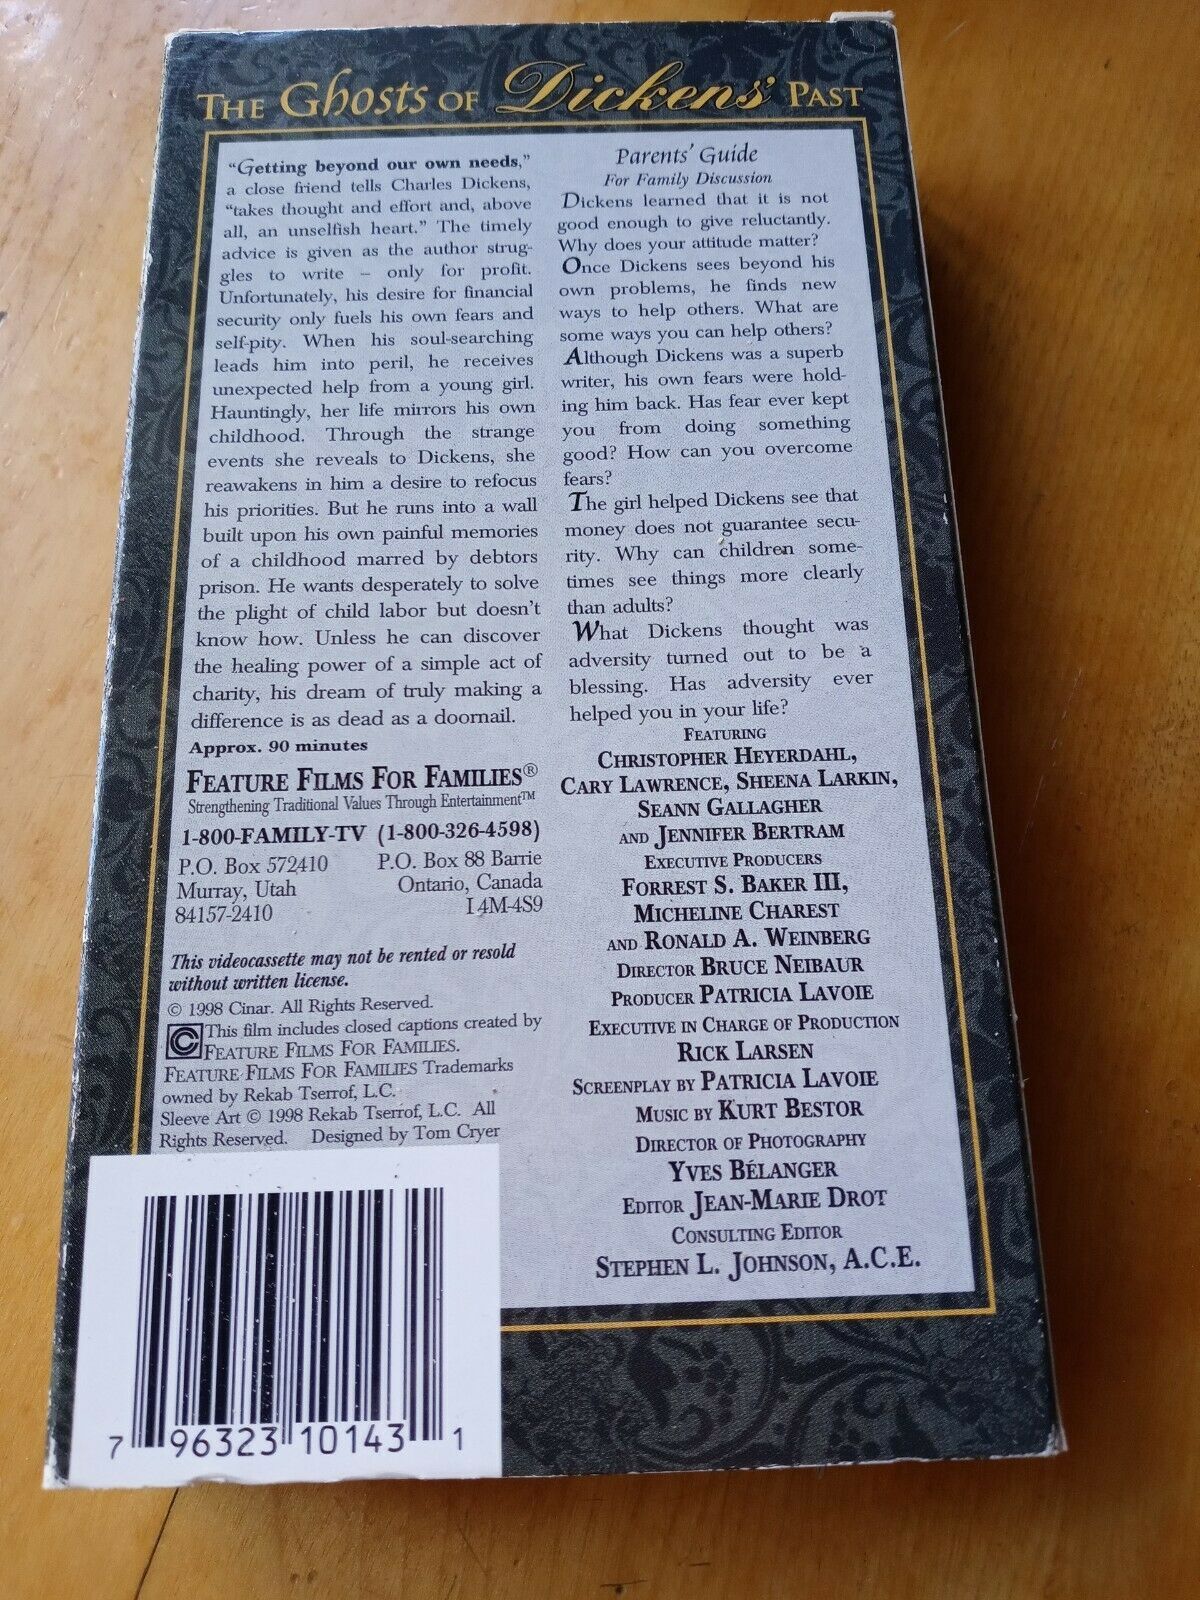 THE Ghosts OF Dickens' PAST
"Getting beyond our own needs,"
a close friend tells Charles Dickens,
"takes thought and effort and, above
all, an unselfish heart." The timely
advice is given as the author strug-
gles to write – only for profit.
Unfortunately, his desire for financial
security only fuels his own fears and
self-pity. When his soul-searching
leads him into peril, he receives
unexpected help from a young girl.
Hauntingly, her life mirrors his own
childhood. Through the strange
events she reveals to Dickens, she
reawakens in him a desire to refocus
his priorities. But he runs into a wall
built upon his own painful memories
of a childhood marred by debtors
prison. He wants desperately to solve
the plight of child labor but doesn't
know how. Unless he can discover
the healing power of a simple act of
charity, his dream of truly making a
difference is as dead as a doornail.
Approx. 90 minutes
FEATURE FILMS FOR FAMILIES®
Strengthening Traditional Values Through Entertainment™
1-800-FAMILY-TV (1-800-326-4598)
P.O. Box 572410
Murray, Utah
84157-2410
P.O. Box 88 Barrie
Ontario, Canada
L4M-4S9
This videocassette may not be rented or resold
without written license.
© 1998 Cinar. All Rights Reserved.
This film includes closed captions created by
FEATURE FILMS FOR FAMILIES.
FEATURE FILMS FOR FAMILIES Trademarks
owned by Rekab Tserrof, L.C.
Sleeve Art © 1998 Rekab Tserrof, L.C. All
Rights Reserved. Designed by Tom Cryer
7 96323 10143 1
Parents' Guide
For Family Discussion
Dickens learned that it is not
good enough to give reluctantly.
Why does your attitude matter?
Once Dickens sees beyond his
own problems, he finds new
ways to help others. What are
some ways you can help others?
Although Dickens was a superb
writer, his own fears were hold-
ing him back. Has fear ever kept
you from doing something
good? How can you overcome
fears?
The girl helped Dickens see that
money does not guarantee secu-
rity. Why can children some-
times see things more clearly
than adults?
What Dickens thought was
adversity turned out to be a
blessing. Has adversity ever
helped you in your life?
FEATURING
CHRISTOPHER HEYERDAHL,
CARY LAWRENCE, SHEENA LARKIN,
SEANN GALLAGHER
AND JENNIFER BERTRAM
EXECUTIVE PRODUCERS
FORREST S. BAKER III,
MICHELINE CHAREST
AND RONALD A. WEINBERG
DIRECTOR BRUCE NEIBAUR
PRODUCER PATRICIA LAVOIE
EXECUTIVE IN CHARGE OF PRODUCTION
RICK LARSEN
SCREENPLAY BY PATRICIA LAVOIE
MUSIC BY KURT BESTOR
DIRECTOR OF PHOTOGRAPHY
YVES BÉLANGER
EDITOR JEAN-MARIE DROT
CONSULTING EDITOR
STEPHEN L. JOHNSON, A.C.E.